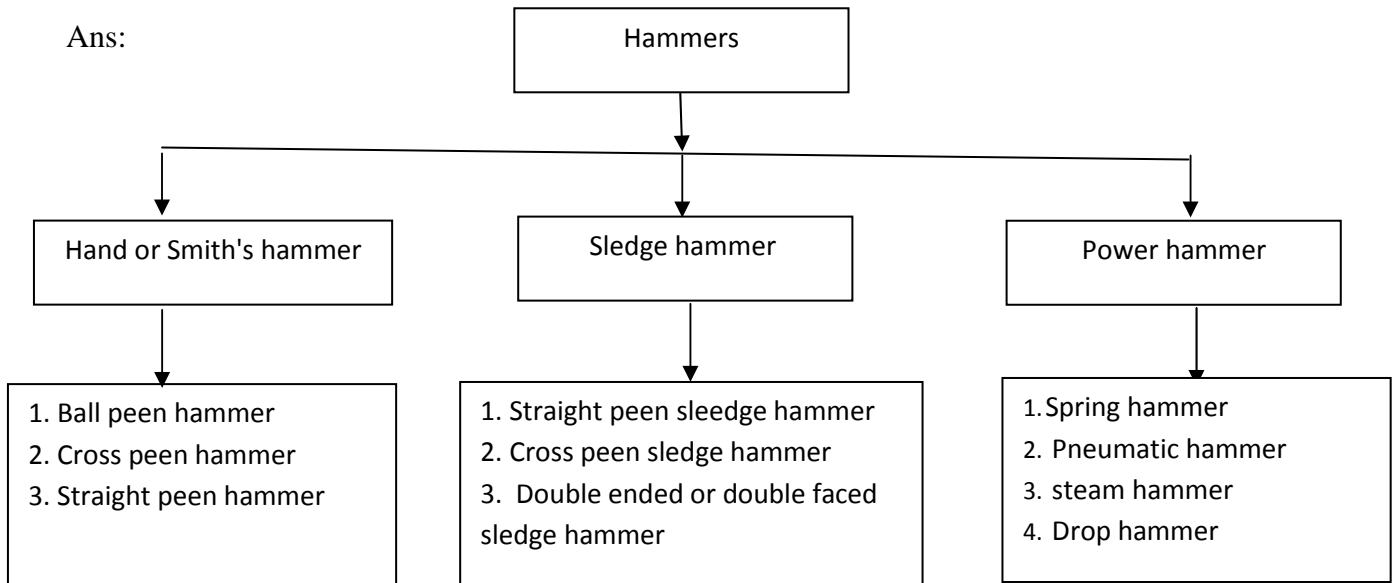 Ans:
Hammers
Hand or Smith's hammer
Sledge hammer
Power hammer
1. Ball peen hammer
2. Cross peen hammer
3. Straight peen hammer
1. Straight peen sleedge hammer
2. Cross peen sledge hammer
3. Double ended or double faced
sledge hammer
1. Spring hammer
2. Pneumatic hammer
3. steam hammer
4. Drop hammer